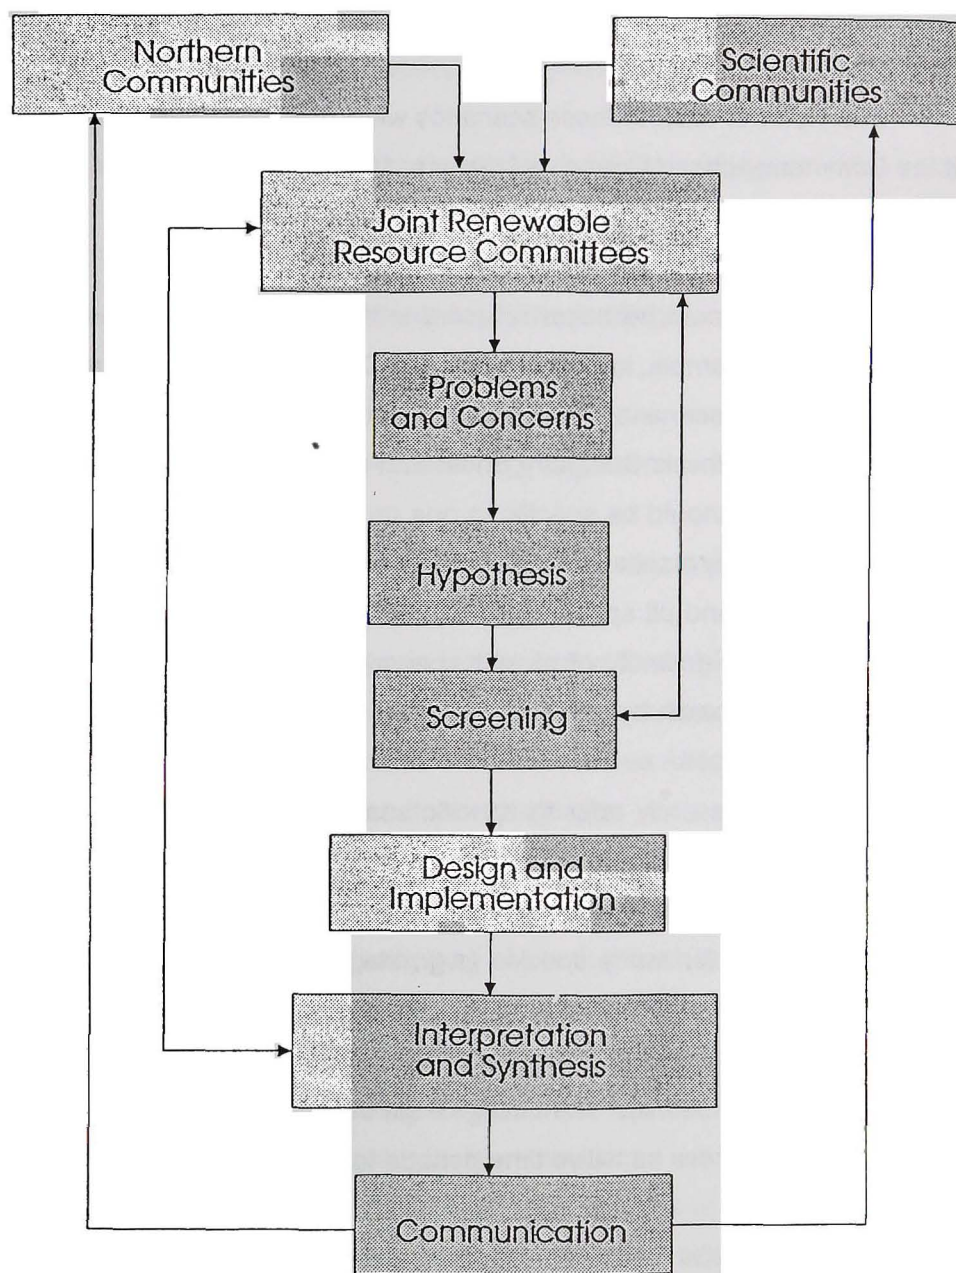 Northern
Communities
Scientific
Communities
Joint Renewable
Resource Committees
Problems
and Concerns
Hypothesis
Screening
Design and
Implementation
Interpretation
and Synthesis
Communication